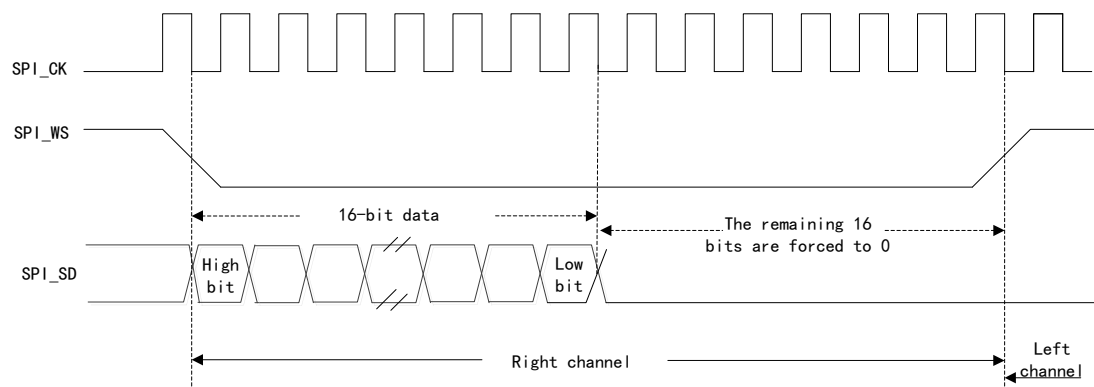 SPI_CK
SPI_WS
16-bit data
The remaining 16
bits are forced to 0
SPI_SD
High
bit
Low
bit
Right channel
Left
channel